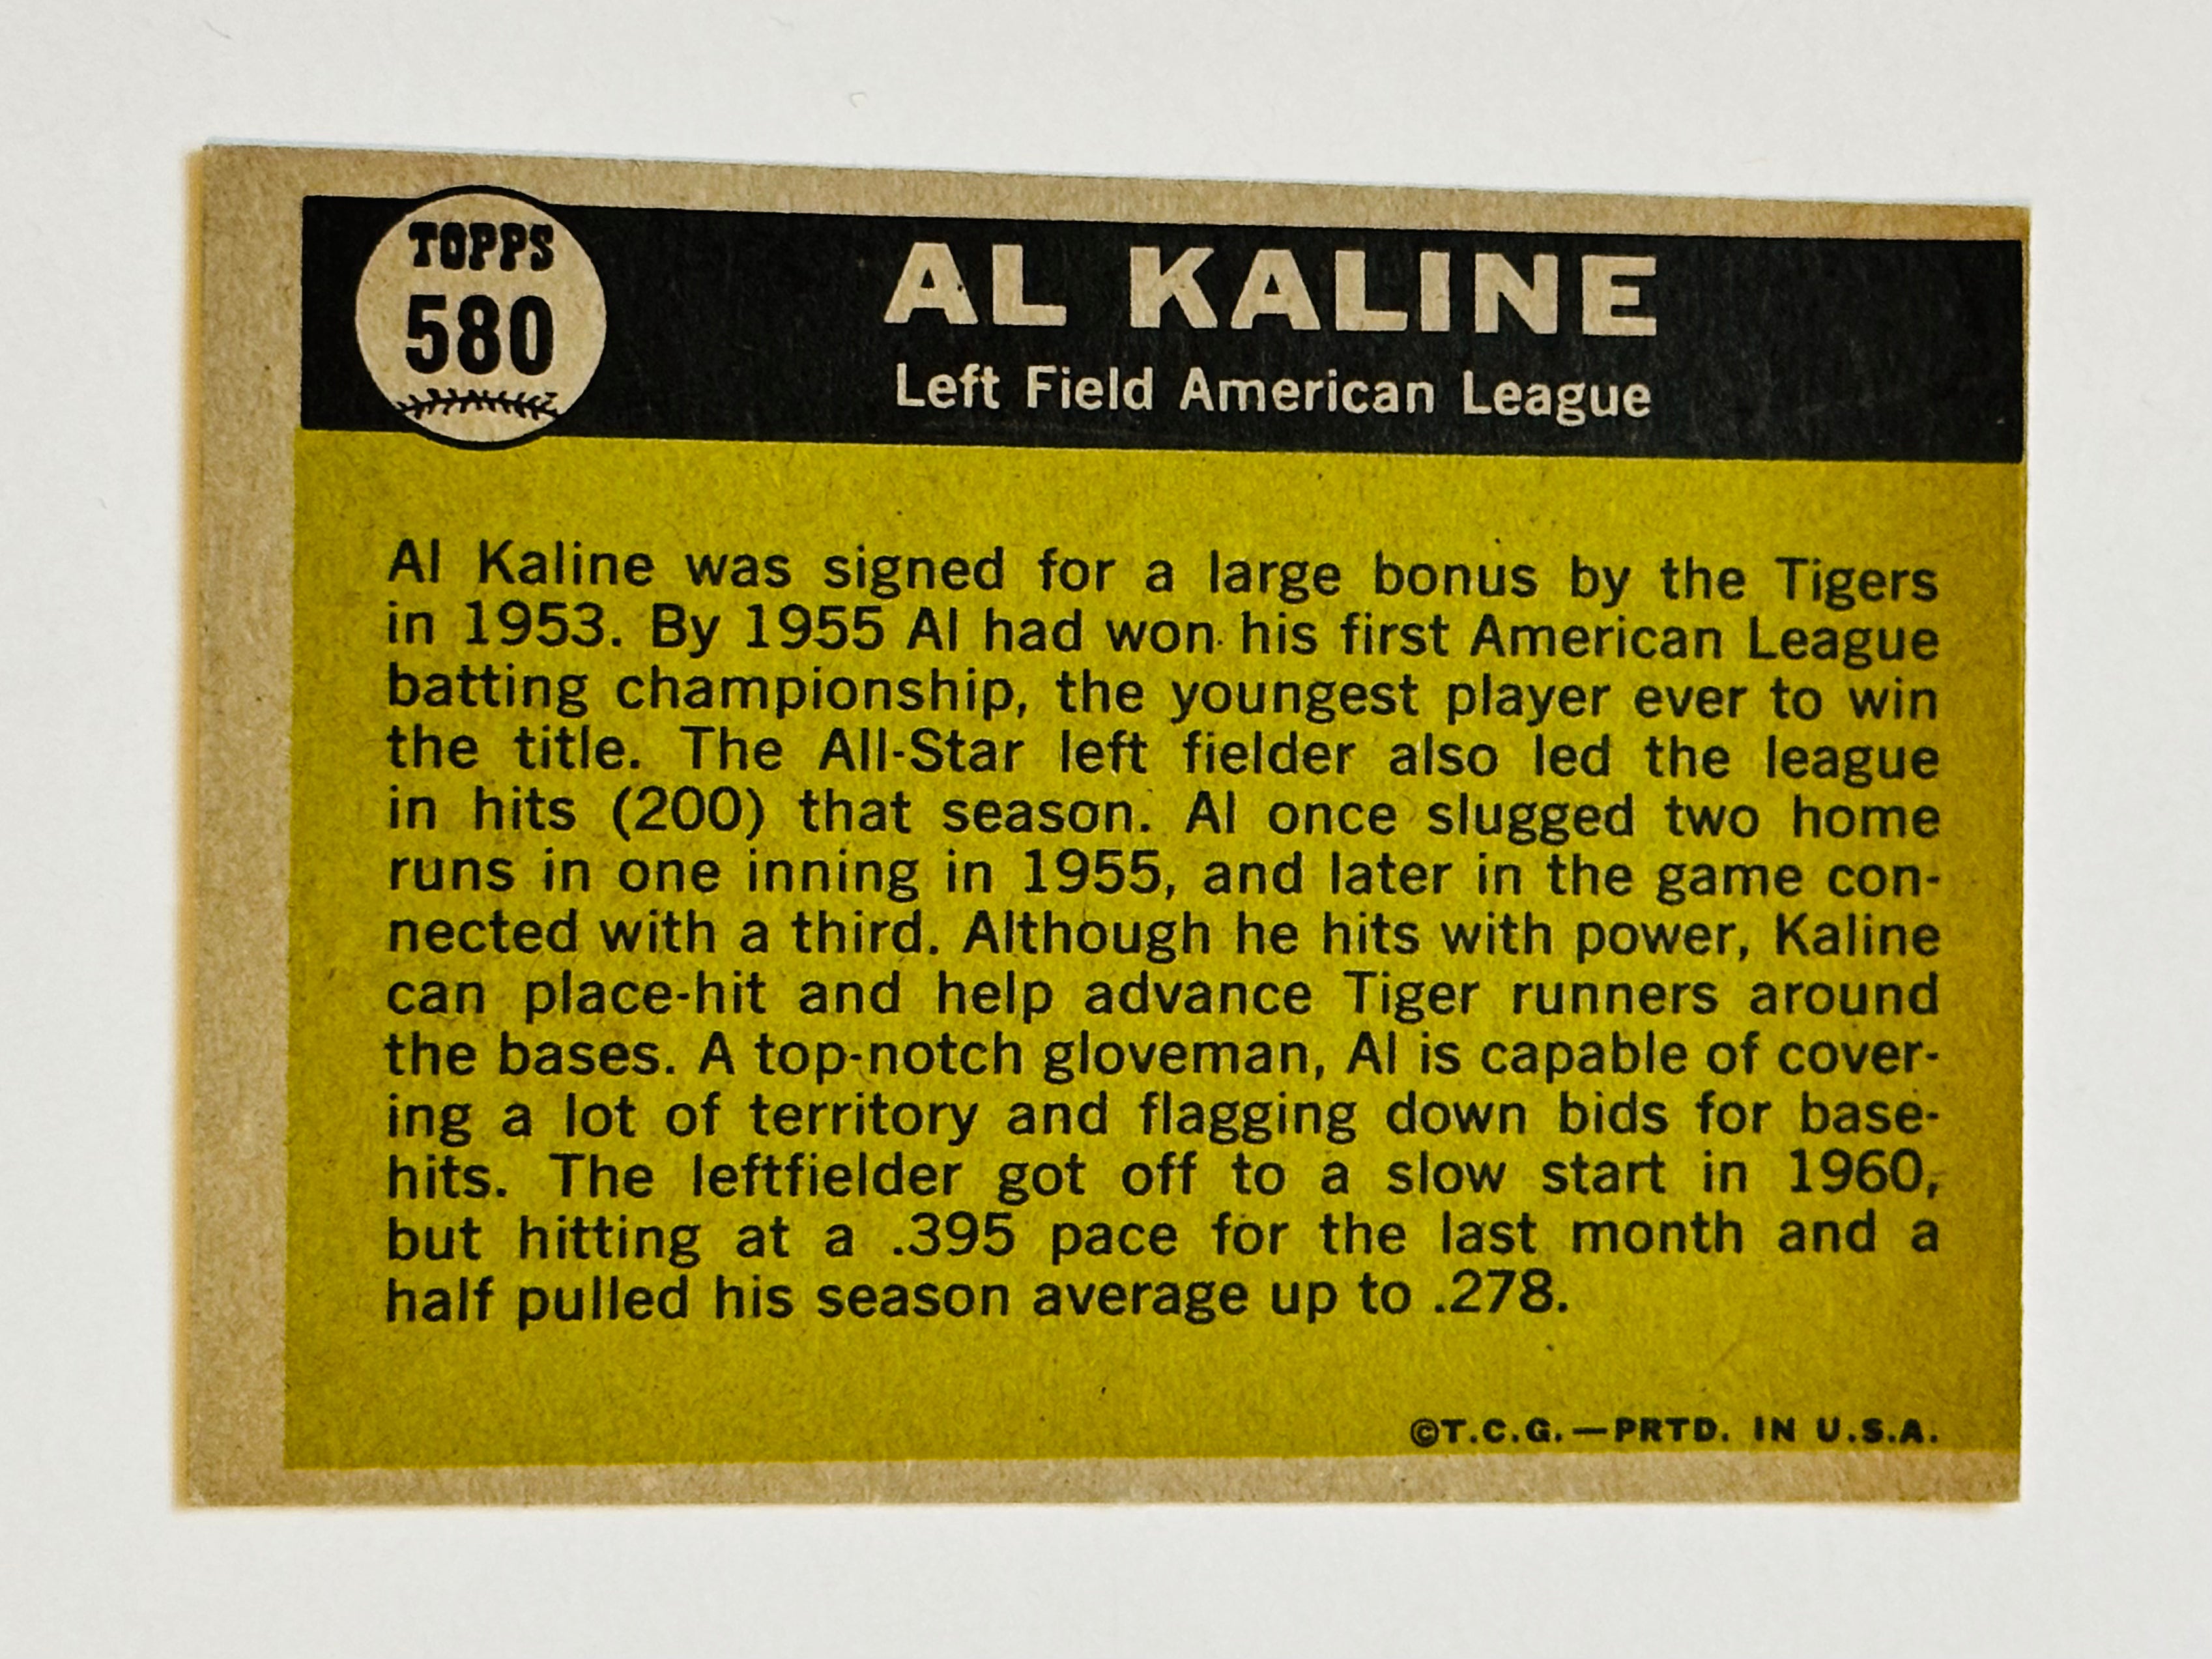 TOPPS
580
AL KALINE
Left Field American League
Al Kaline was signed for a large bonus by the Tigers
in 1953. By 1955 Al had won his first American League
batting championship, the youngest player ever to win
the title. The All-Star left fielder also led the league
in hits (200) that season. Al once slugged two home
runs in one inning in 1955, and later in the game con-
nected with a third. Although he hits with power, Kaline
can place-hit and help advance Tiger runners around
the bases. A top-notch gloveman, Al is capable of cover-
ing a lot of territory and flagging down bids for base-
hits. The leftfielder got off to a slow start in 1960,
but hitting at a .395 pace for the last month and a
half pulled his season average up to .278.
©T.C.G.—PRTD. IN U.S.A.